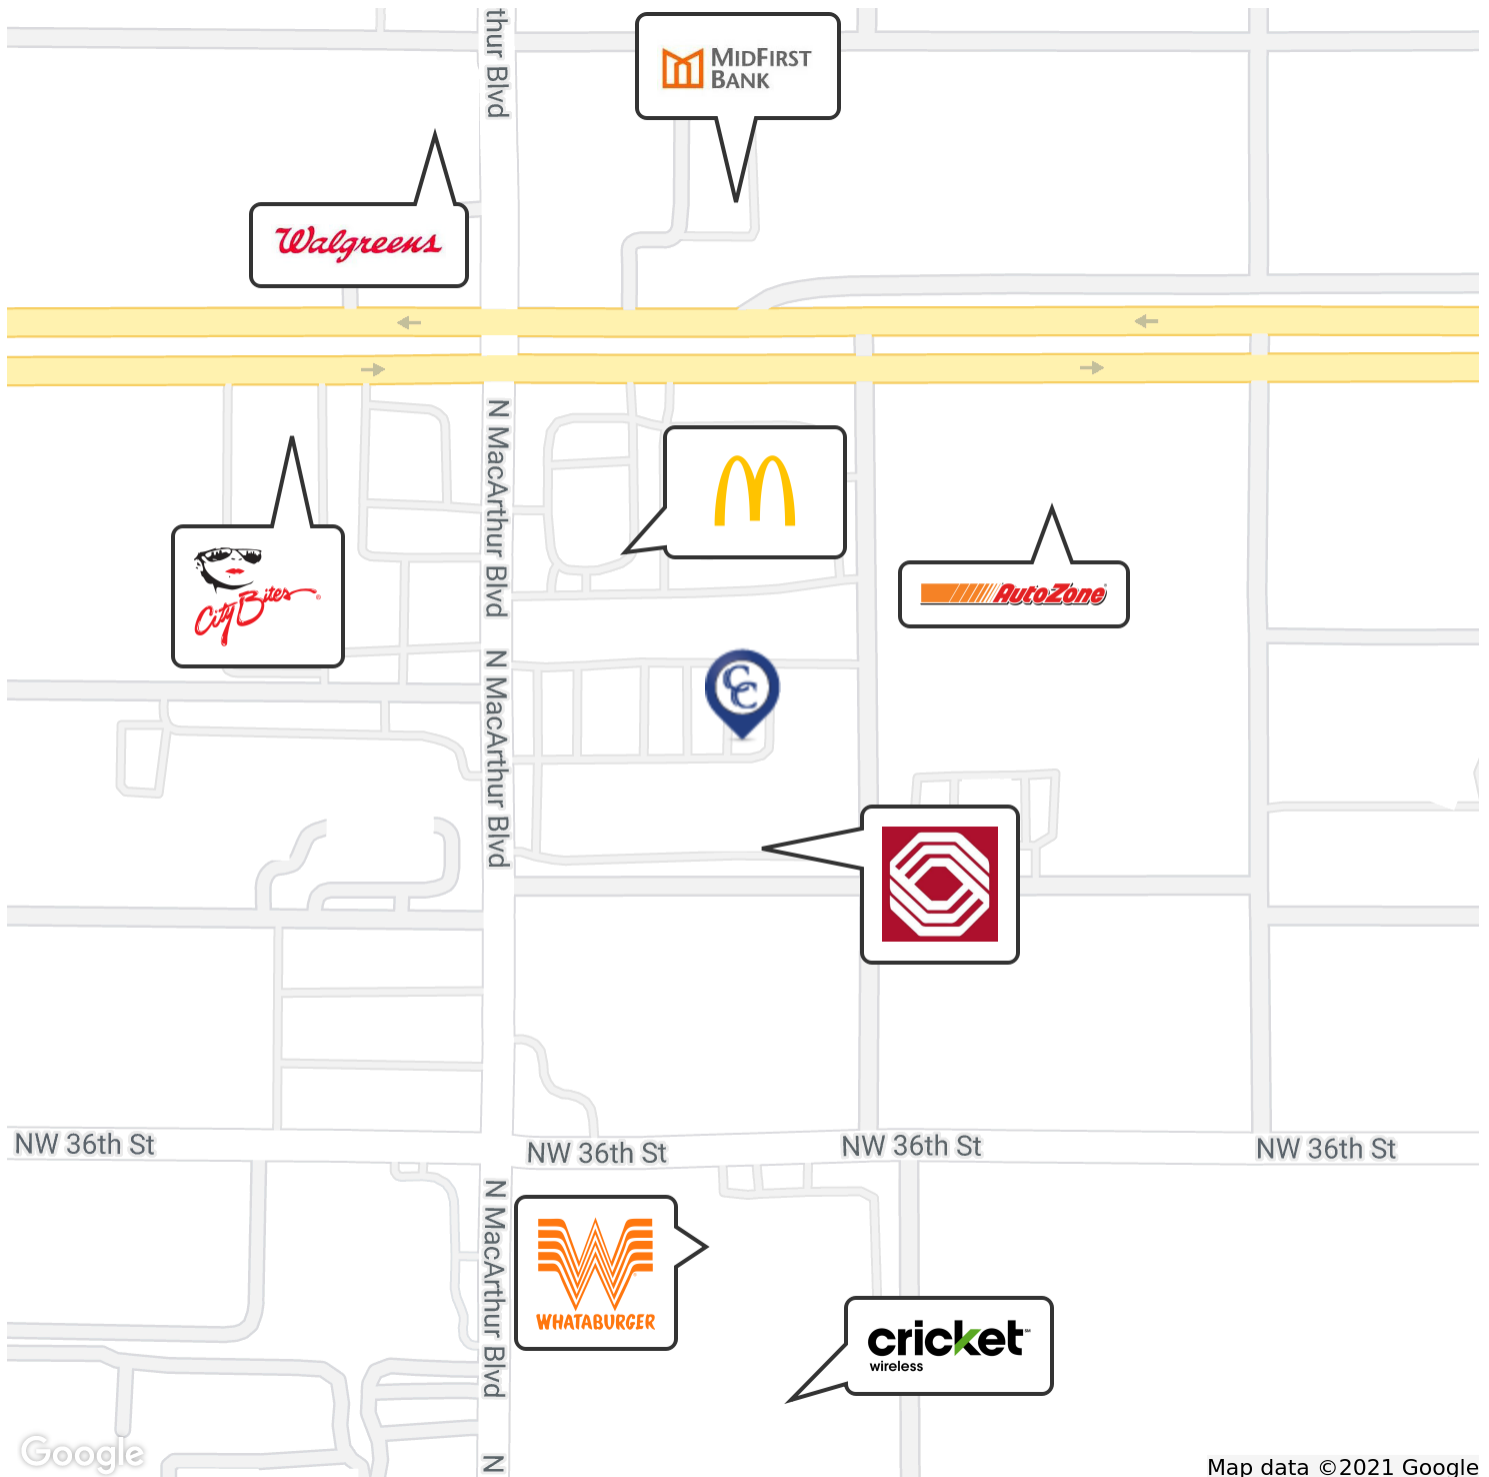 thur Blvd
MIDFIRST
BANK
Walgreens
N MacArthur Blvd
City Bites
AutoZone
CC
N MacArthur Blvd
NW 36th St
NW 36th St
NW 36th St
NW 36th St
N MacArthur Blvd
WHATABURGER
cricket
wireless
N
Google
Map data ©2021 Google